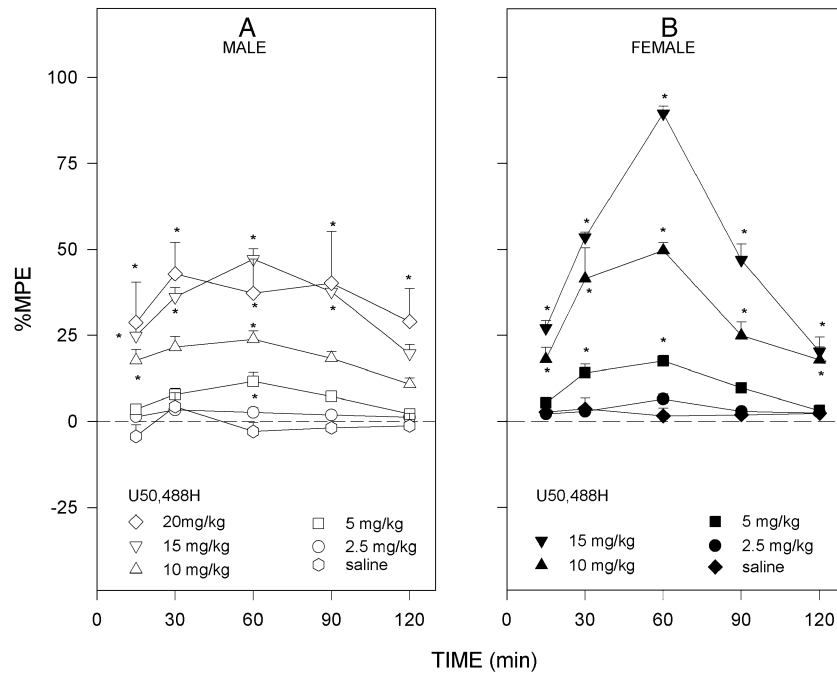 A
MALE
B
FEMALE
100
75
50
25
0
-25
%MPE
U50,488H
20mg/kg
15 mg/kg
10 mg/kg
5 mg/kg
2.5 mg/kg
saline
U50,488H
15 mg/kg
10 mg/kg
5 mg/kg
2.5 mg/kg
saline
0 30 60 90 120
0 30 60 90 120
TIME (min)